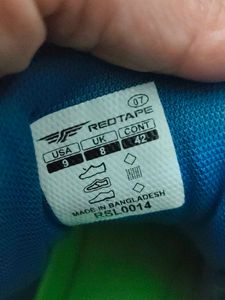 07
REDTAPE
USA UK CONT
9 8 42
MADE IN BANGLADESH
RSL0014